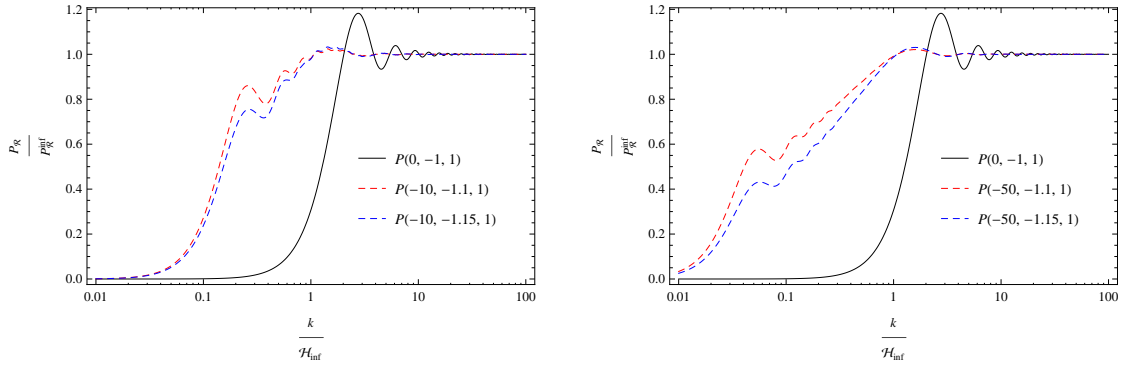 1.2
1.0
0.8
0.6
0.4
0.2
0.0
0.01 0.1 1 10 100
P_ℛ
P_ℛ^inf
k
ℋ_inf
P(0, −1, 1)
P(−10, −1.1, 1)
P(−10, −1.15, 1)
1.2
1.0
0.8
0.6
0.4
0.2
0.0
0.01 0.1 1 10 100
P_ℛ
P_ℛ^inf
k
ℋ_inf
P(0, −1, 1)
P(−50, −1.1, 1)
P(−50, −1.15, 1)